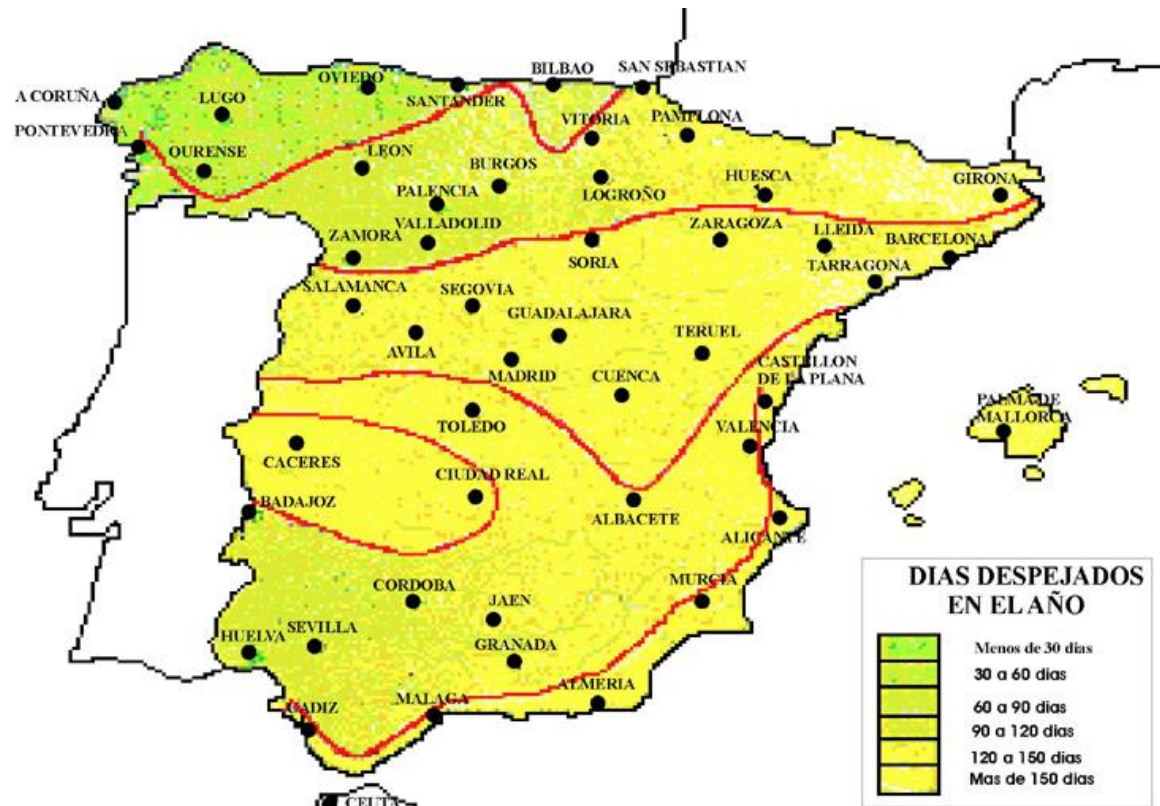 OVIEDO
BILBAO
SAN SEBASTIAN
A CORUÑA
LUGO
SANTANDER
PONTEVEDRA
VITORIA
PAMPLONA
OURENSE
LEON
BURGOS
HUESCA
GIRONA
PALENCIA
LOGROÑO
VALLADOLID
ZARAGOZA
LLEIDA
BARCELONA
ZAMORA
SORIA
TARRAGONA
SALAMANCA
SEGOVIA
GUADALAJARA
TERUEL
AVILA
MADRID
CUENCA
CASTELLON
DE LA PLANA
PALMA DE
MALLORCA
TOLEDO
VALENCIA
CACERES
CIUDAD REAL
BADAJOZ
ALBACETE
ALICANTE
CORDOBA
JAEN
MURCIA
HUELVA
SEVILLA
GRANADA
CADIZ
MALAGA
ALMERIA
CEUTA
DIAS DESPEJADOS
EN EL AÑO
Menos de 30 dias
30 a 60 dias
60 a 90 dias
90 a 120 dias
120 a 150 dias
Mas de 150 dias